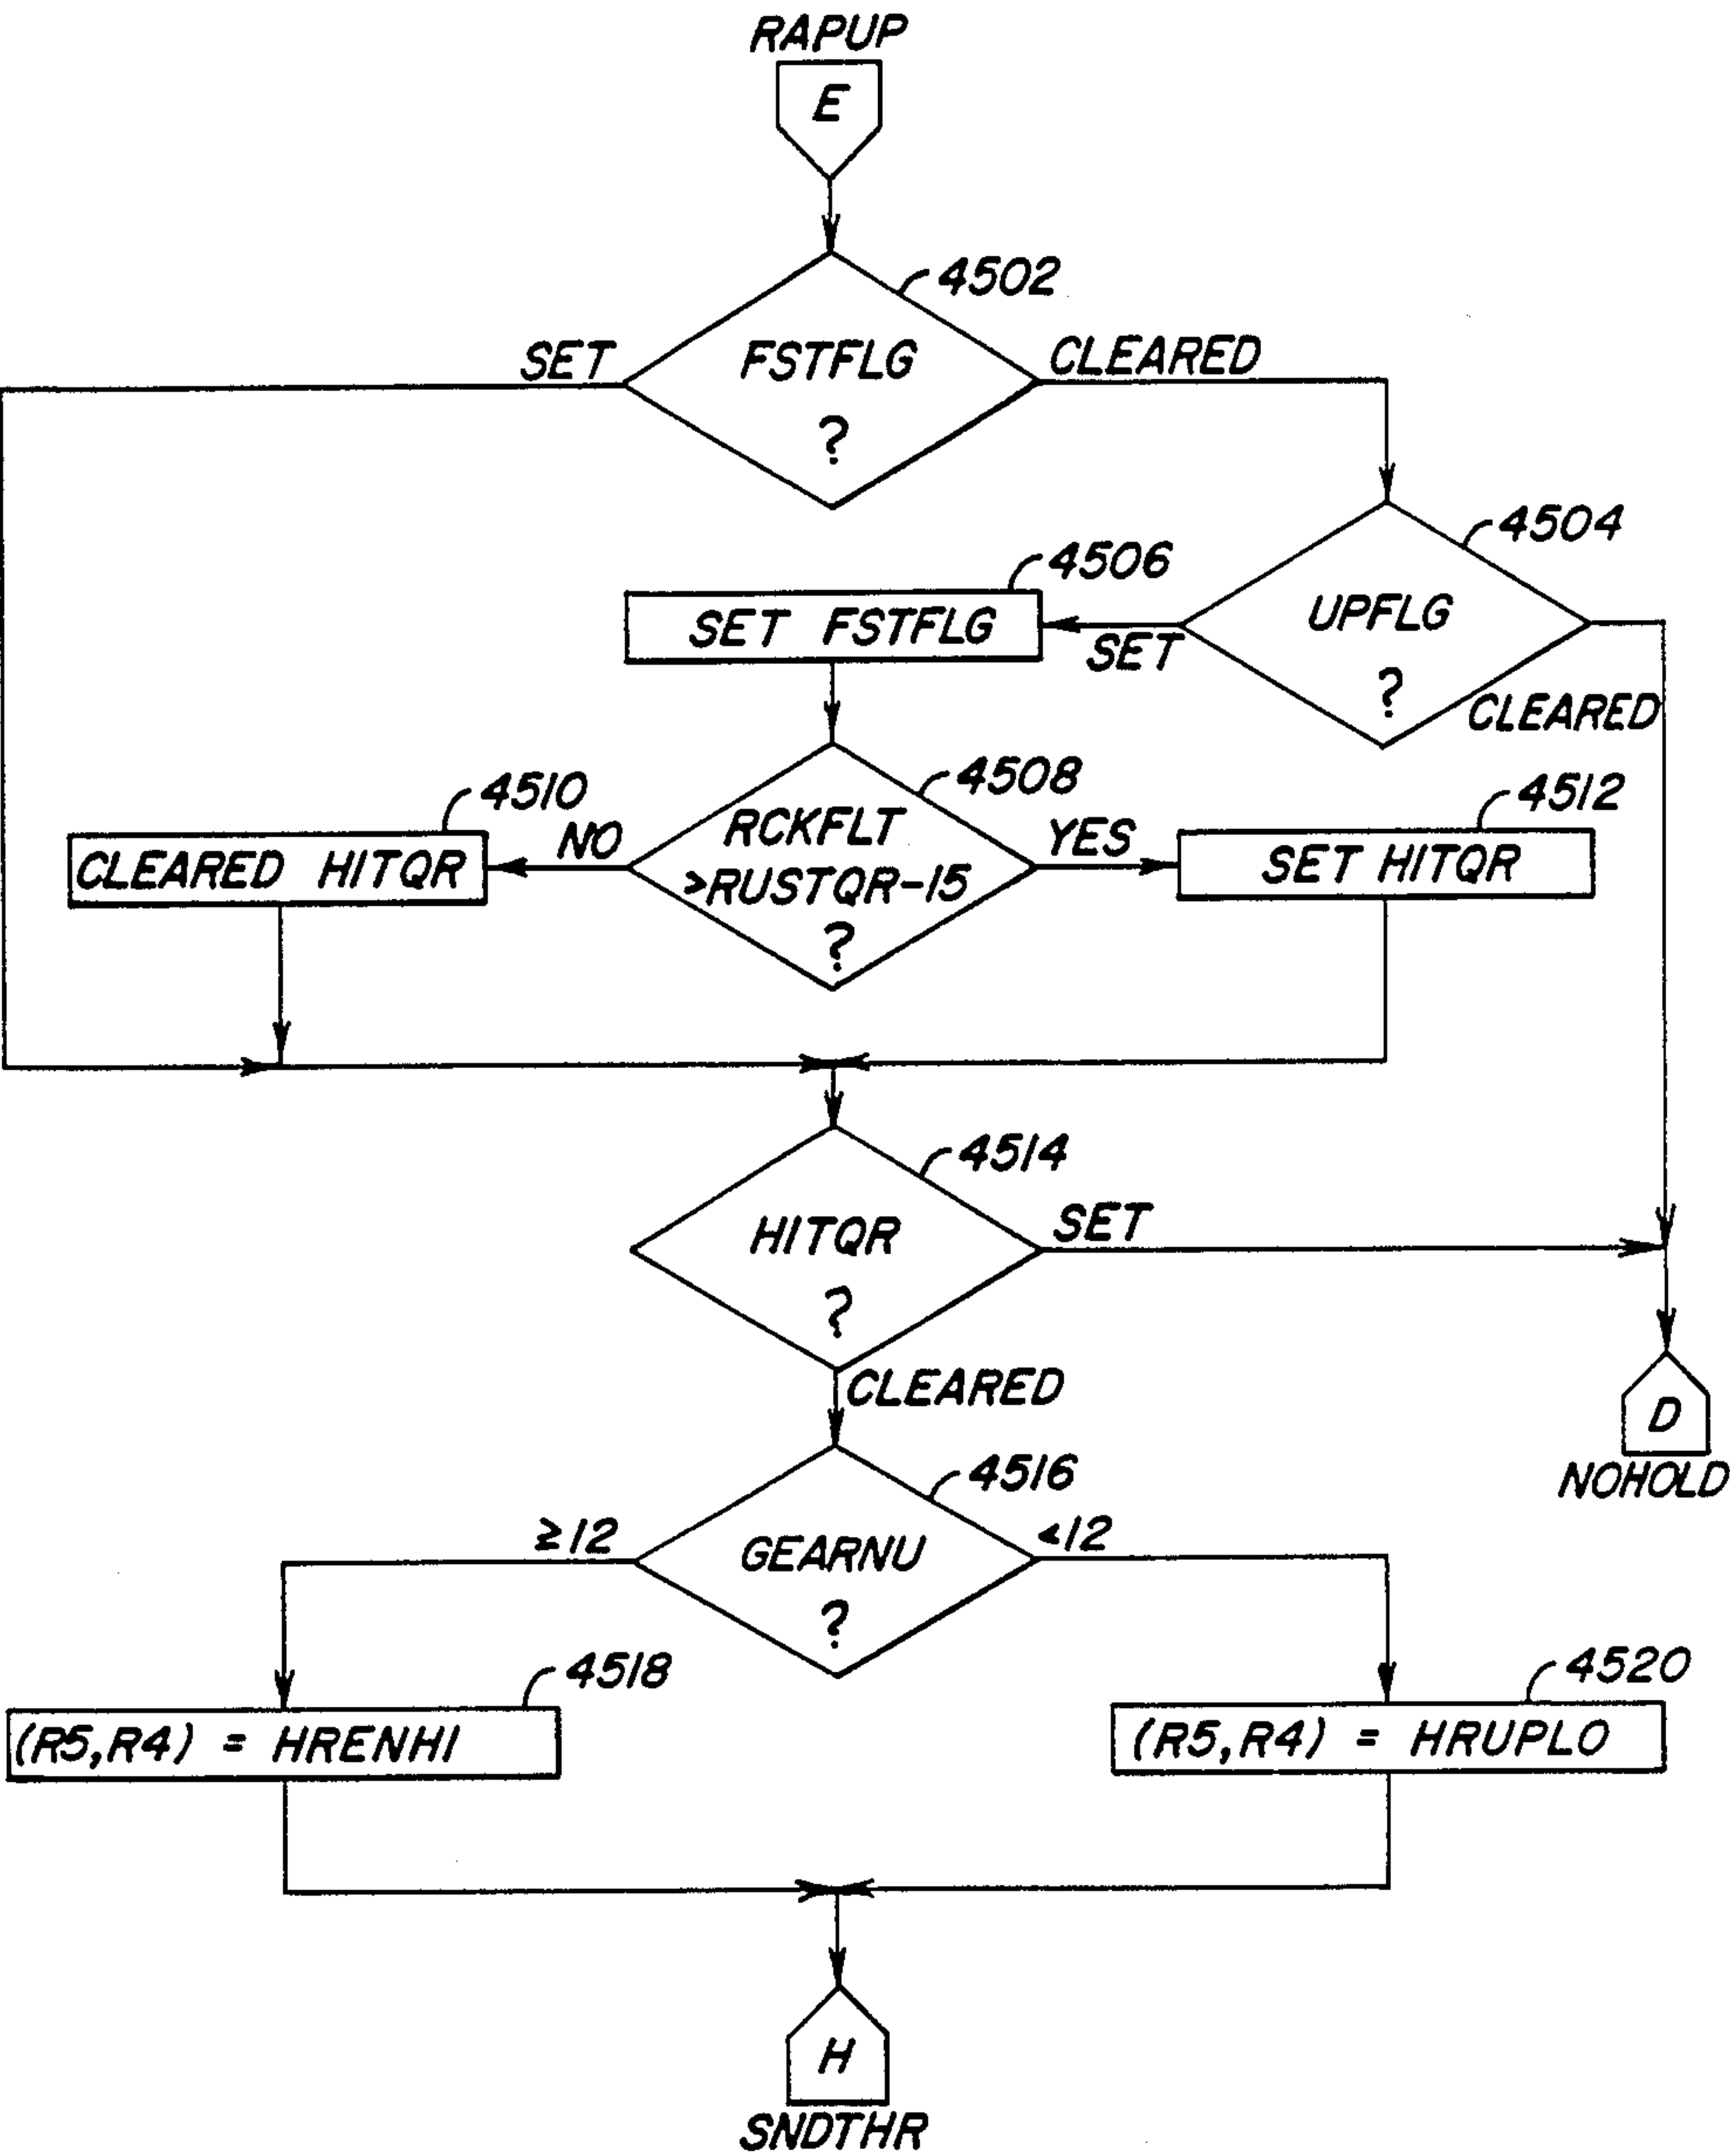 RAPUP
E
4502
SET
FSTFLG
?
CLEARED
4504
4506
SET FSTFLG
SET
UPFLG
?
CLEARED
4508
4510
4512
CLEARED HITQR
NO
RCKFLT
>RUSTQR-15
?
YES
SET HITQR
4514
HITQR
?
SET
CLEARED
D
NOHOLD
4516
≥12
GEARNU
?
<12
4518
4520
(R5,R4) = HRENHI
(R5,R4) = HRUPLO
H
SNDTHR